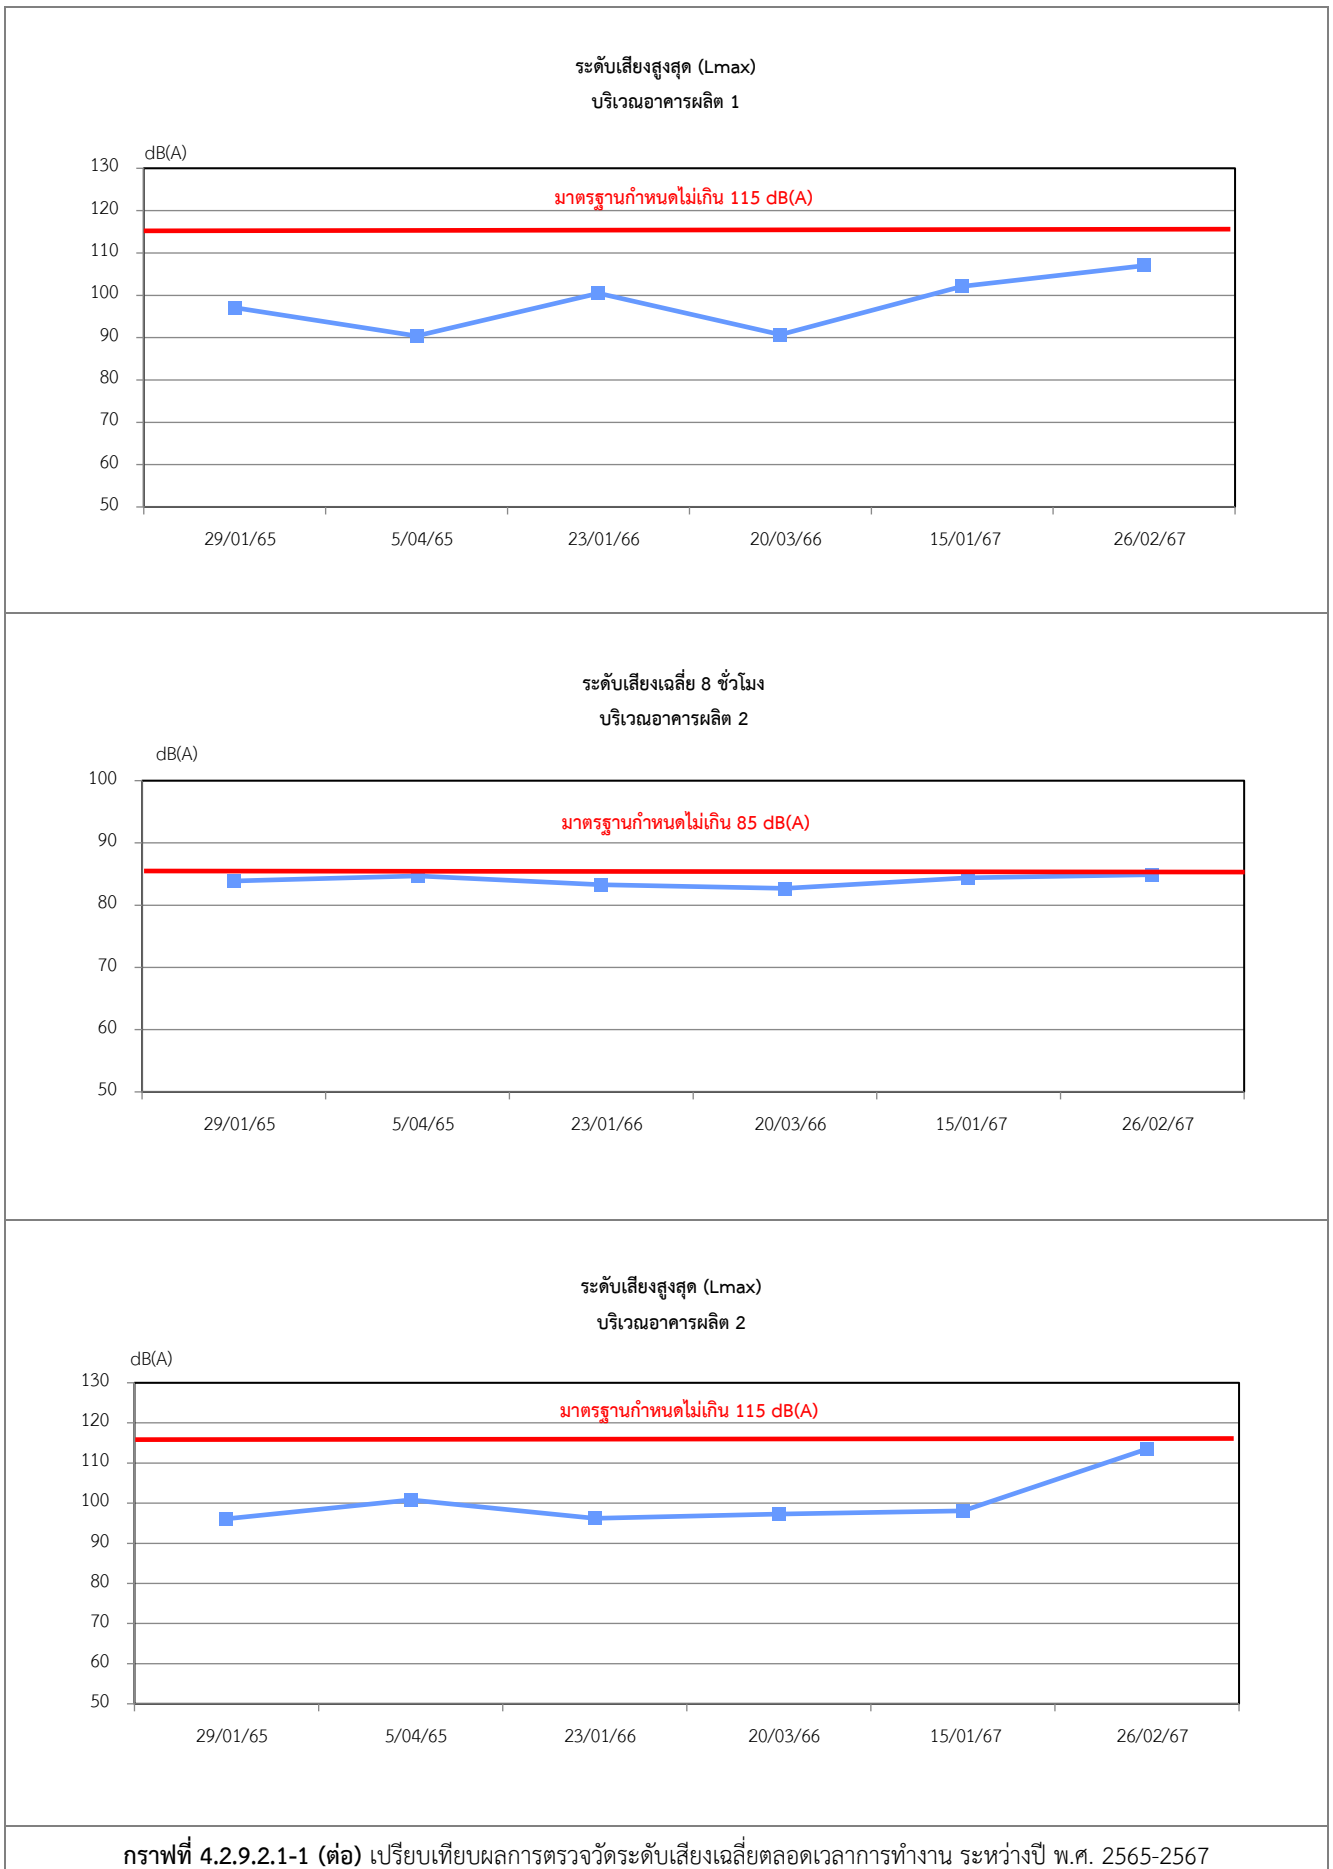 ระดับเสียงสูงสุด (Lmax)
บริเวณอาคารผลิต 1
dB(A)
130
มาตรฐานกำหนดไม่เกิน 115 dB(A)
120
110
100
90
80
70
60
50
29/01/65 5/04/65 23/01/66 20/03/66 15/01/67 26/02/67
ระดับเสียงเฉลี่ย 8 ชั่วโมง
บริเวณอาคารผลิต 2
dB(A)
100
มาตรฐานกำหนดไม่เกิน 85 dB(A)
90
80
70
60
50
29/01/65 5/04/65 23/01/66 20/03/66 15/01/67 26/02/67
ระดับเสียงสูงสุด (Lmax)
บริเวณอาคารผลิต 2
dB(A)
130
มาตรฐานกำหนดไม่เกิน 115 dB(A)
120
110
100
90
80
70
60
50
29/01/65 5/04/65 23/01/66 20/03/66 15/01/67 26/02/67
กราฟที่ 4.2.9.2.1-1 (ต่อ) เปรียบเทียบผลการตรวจวัดระดับเสียงเฉลี่ยตลอดเวลาการทำงาน ระหว่างปี พ.ศ. 2565-2567